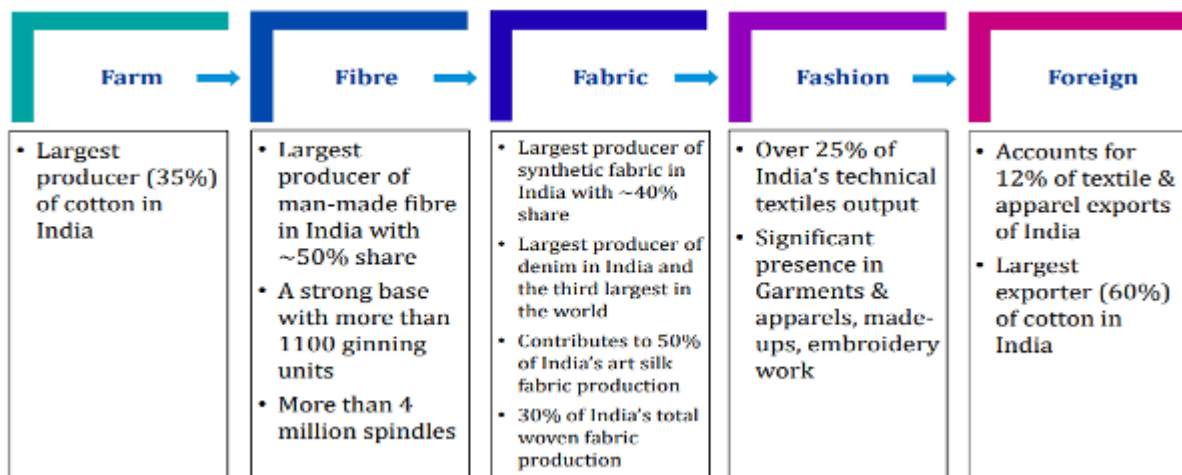 Farm
Fibre
Fabric
Fashion
Foreign
• Largest
producer (35%)
of cotton in
India
• Largest
producer of
man-made fibre
in India with
~50% share
• A strong base
with more than
1100 ginning
units
• More than 4
million spindles
• Largest producer of
synthetic fabric in
India with ~40%
share
• Largest producer of
denim in India and
the third largest in
the world
• Contributes to 50%
of India's art silk
fabric production
• 30% of India's total
woven fabric
production
• Over 25% of
India's technical
textiles output
• Significant
presence in
Garments &
apparels, made-
ups, embroidery
work
• Accounts for
12% of textile &
apparel exports
of India
• Largest
exporter (60%)
of cotton in
India